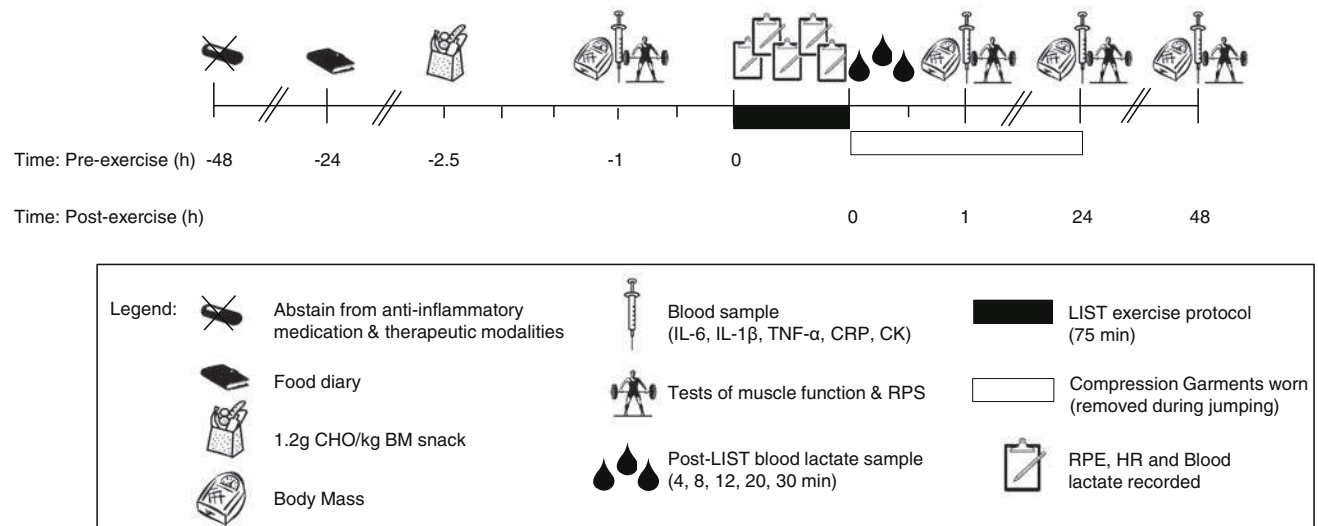 Time: Pre-exercise (h) -48 -24 -2.5 -1 0
Time: Post-exercise (h) 0 1 24 48
Legend:
Abstain from anti-inflammatory
medication & therapeutic modalities
Food diary
1.2g CHO/kg BM snack
Body Mass
Blood sample
(IL-6, IL-1β, TNF-α, CRP, CK)
Tests of muscle function & RPS
Post-LIST blood lactate sample
(4, 8, 12, 20, 30 min)
LIST exercise protocol
(75 min)
Compression Garments worn
(removed during jumping)
RPE, HR and Blood
lactate recorded